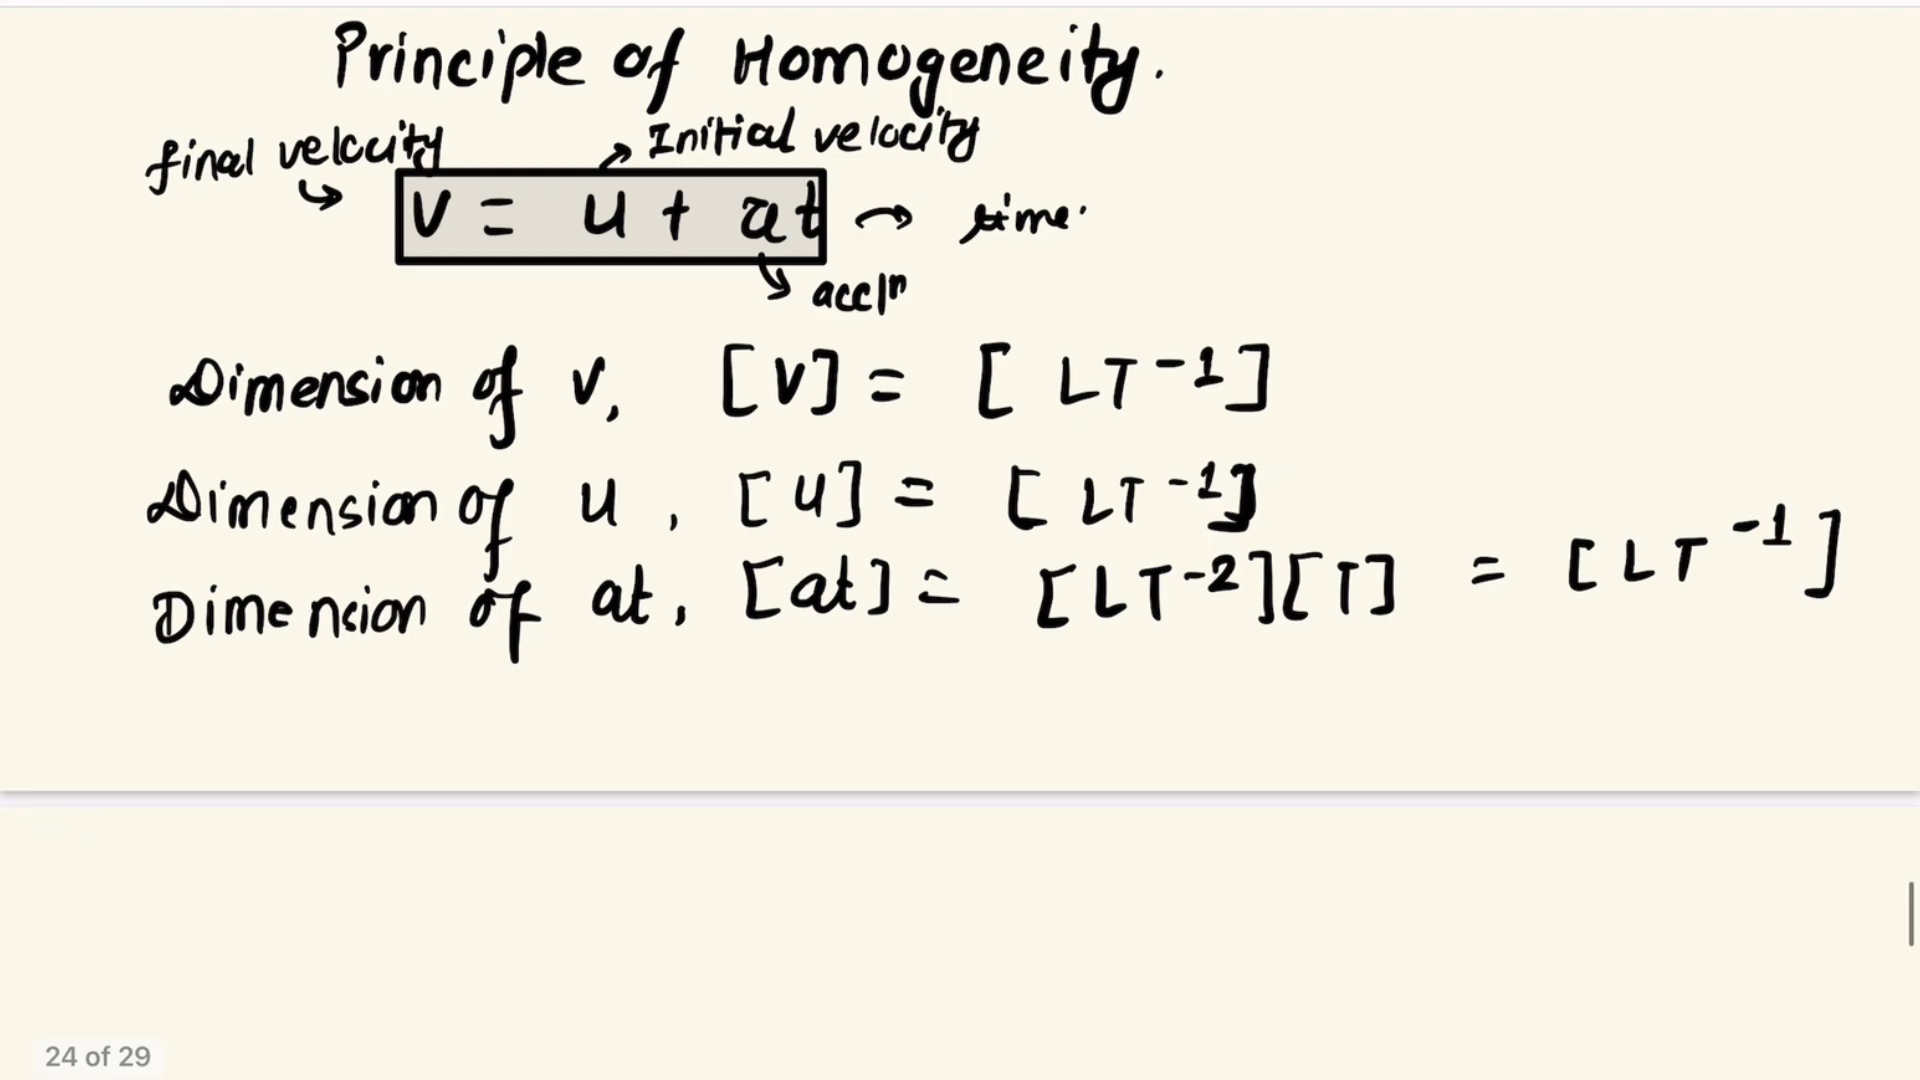 Principle of Homogeneity.
final velocity
Initial velocity
v = u + at
time.
accln
Dimension of v, [v] = [LT⁻¹]
Dimension of u, [u] = [LT⁻¹]
Dimension of at, [at] = [LT⁻²][T] = [LT⁻¹]
24 of 29